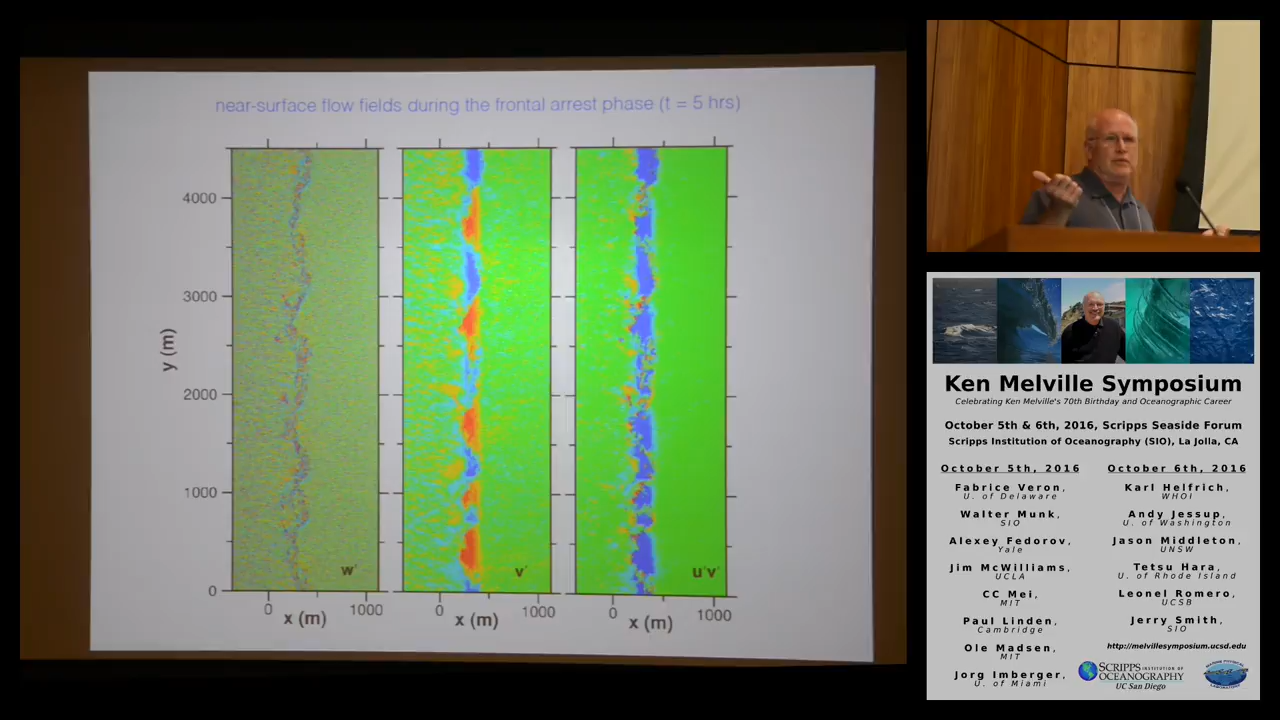 near-surface flow fields during the frontal arrest phase (t = 5 hrs)
4000
3000
2000
1000
0
y (m)
w'
v'
u'v'
0 1000
0 1000
0 1000
x (m)
x (m)
x (m)
Ken Melville Symposium
Celebrating Ken Melville's 70th Birthday and Oceanographic Career
October 5th & 6th, 2016, Scripps Seaside Forum
Scripps Institution of Oceanography (SIO), La Jolla, CA
October 5th, 2016
Fabrice Veron,
U. of Delaware
Walter Munk,
SIO
Alexey Fedorov,
Yale
Jim McWilliams,
UCLA
CC Mei,
MIT
Paul Linden,
Cambridge
Ole Madsen,
MIT
Jorg Imberger,
U. of Miami
October 6th, 2016
Karl Helfrich,
WHOI
Andy Jessup,
U. of Washington
Jason Middleton,
UNSW
Tetsu Hara,
U. of Rhode Island
Leonel Romero,
UCSB
Jerry Smith,
SIO
http://melvillesymposium.ucsd.edu
SCRIPPS INSTITUTION OF
OCEANOGRAPHY
UC San Diego